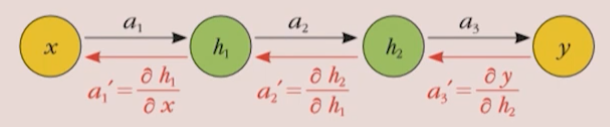 a₁ a₂ a₃
x h₁ h₂ y
a₁′ = ∂h₁/∂x a₂′ = ∂h₂/∂h₁ a₃′ = ∂y/∂h₂